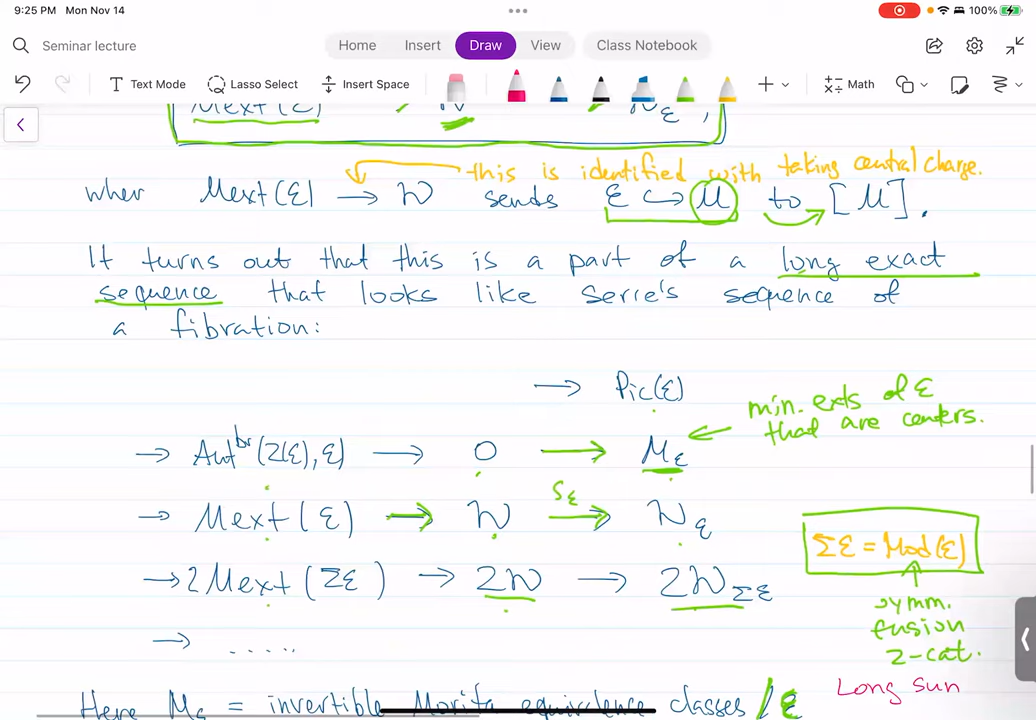 9:25 PM Mon Nov 14
100%
Seminar lecture
Home Insert Draw View Class Notebook
Text Mode Lasso Select Insert Space Math
Mext(ℰ) → 𝒲 → 𝒲_ℰ,
this is identified with taking central charge.
wher Mext(ℰ) → 𝒲 sends ℰ ↪ ℳ to [ℳ].
It turns out that this is a part of a long exact
sequence that looks like Serre's sequence of
a fibration:
→ Pic(ℰ)
min. exts of ℰ
that are centers.
→ Aut^br(Z(ℰ), ℰ) → 0 → M_ℰ
→ Mext(ℰ) → 𝒲 S_ℰ → 𝒲_ℰ
Σℰ = Mod(ℰ)
→ 2Mext(Σℰ) → 2𝒲 → 2𝒲_Σℰ
symm.
fusion
2-cat.
→ .....
Long sun
Here M_ℰ = invertible Morita equivalence classes /ℰ